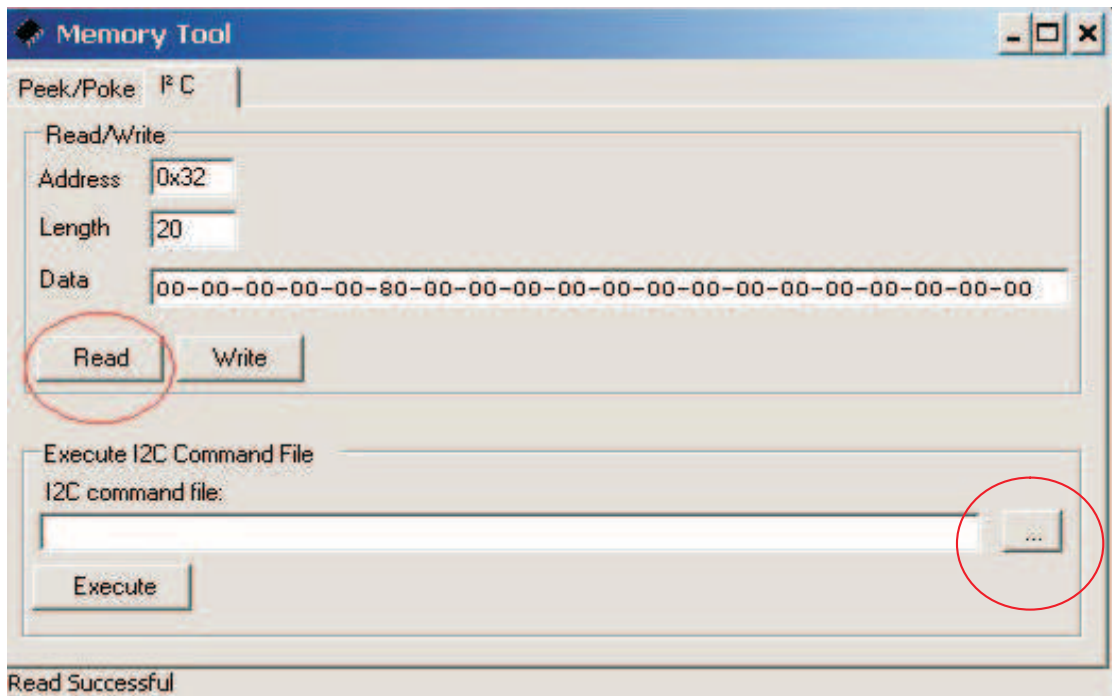 Memory Tool
Peek/Poke I² C
Read/Write
Address 0x32
Length 20
Data 00-00-00-00-00-80-00-00-00-00-00-00-00-00-00-00-00-00-00-00
Read Write
Execute I2C Command File
I2C command file:
...
Execute
Read Successful